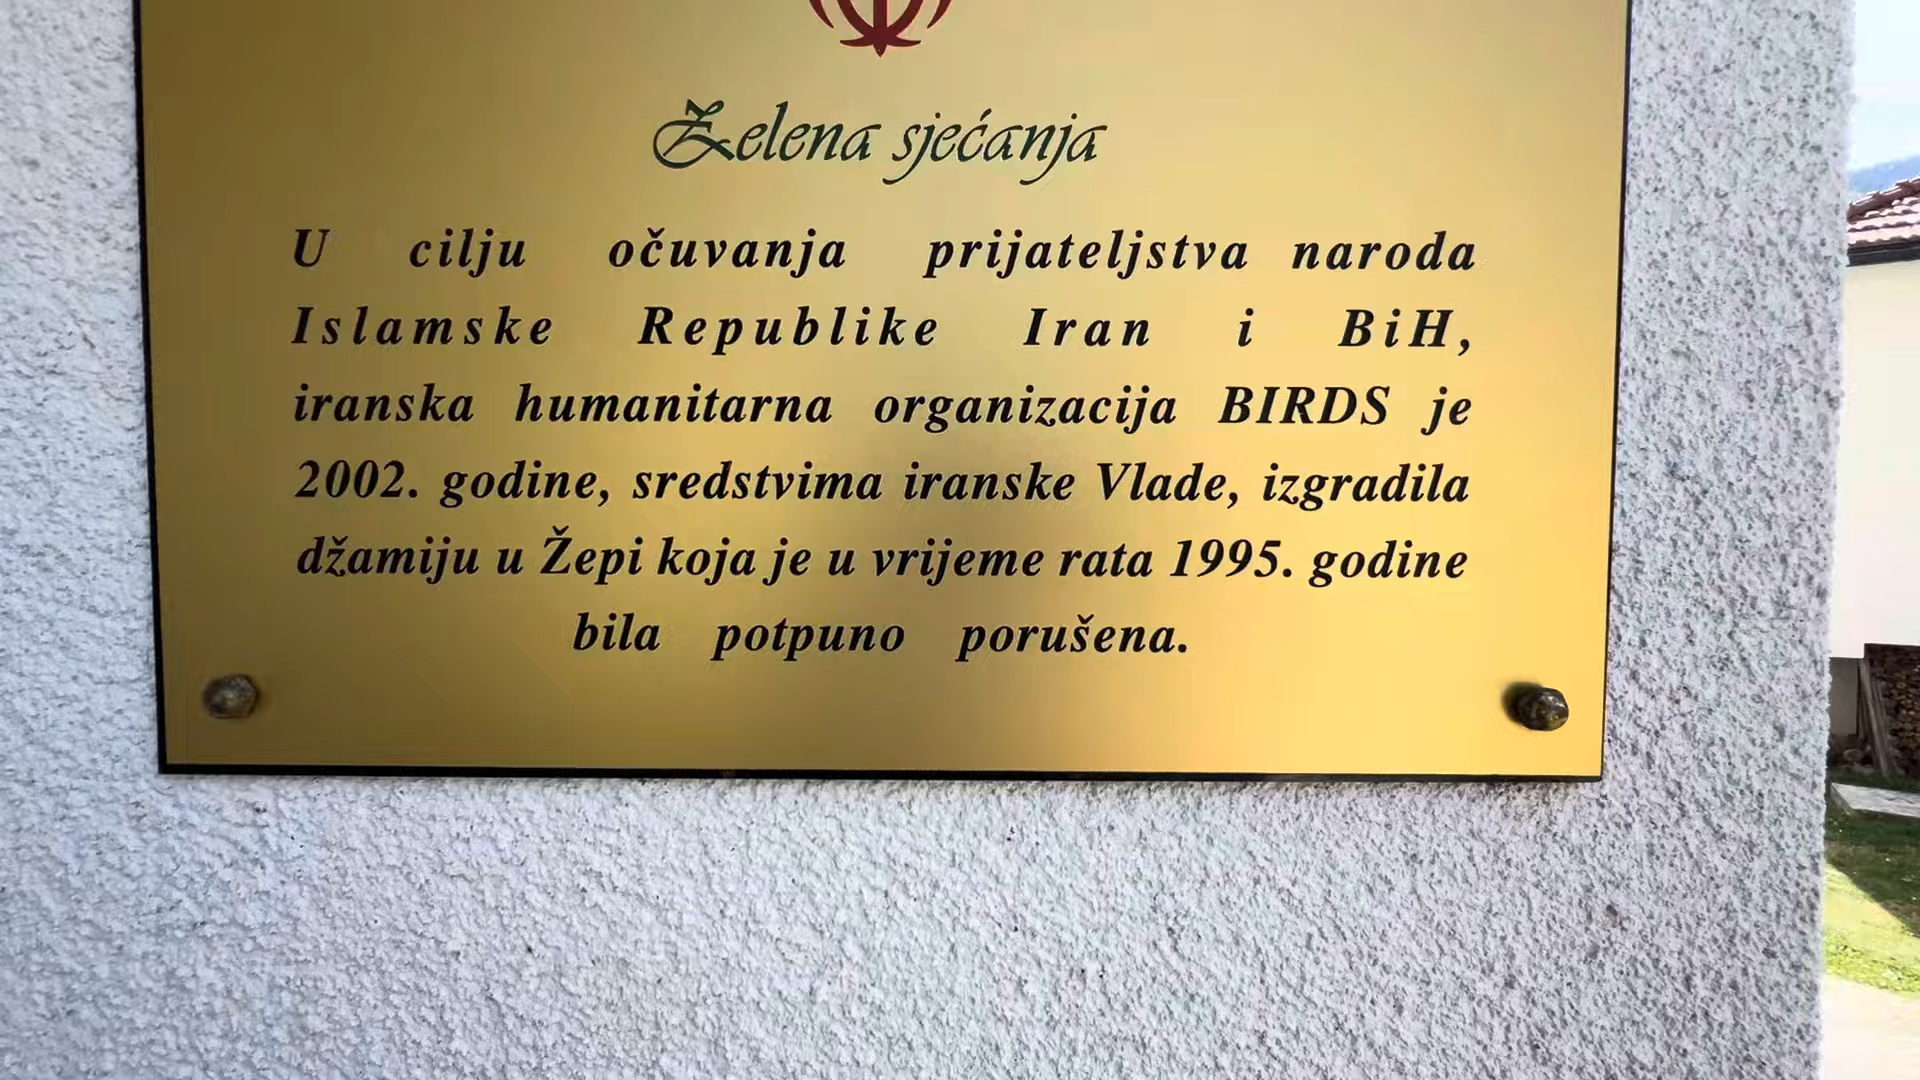 Zelena sjećanja
U cilju očuvanja prijateljstva naroda
Islamske Republike Iran i BiH,
iranska humanitarna organizacija BIRDS je
2002. godine, sredstvima iranske Vlade, izgradila
džamiju u Žepi koja je u vrijeme rata 1995. godine
bila potpuno porušena.